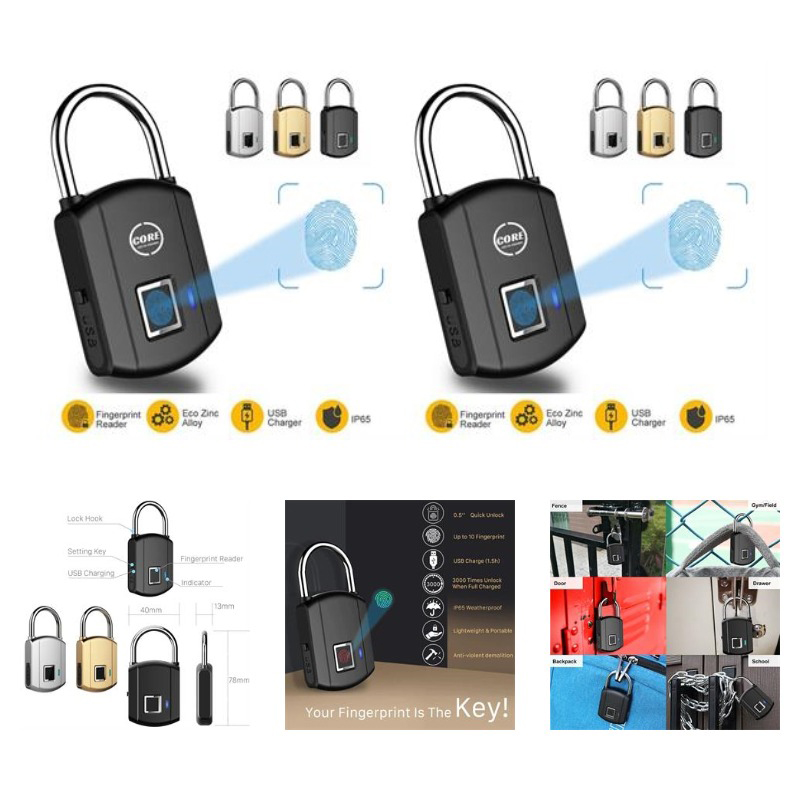 CORE
USB
Fingerprint
Reader
Eco Zinc
Alloy
USB
Charger
IP65
CORE
USB
Fingerprint
Reader
Eco Zinc
Alloy
USB
Charger
IP65
Lock Hook
Setting Key
USB Charging
Fingerprint Reader
Indicator
40mm
13mm
78mm
0.5" Quick Unlock
Up to 10 Fingerprint
USB Charge (1.5h)
3000
3000 Times Unlock
When Full Charged
IP65 Weatherproof
Lightweight & Portable
Anti-violent demolition
Your Fingerprint Is The Key!
Fence
Gym/Field
Door
Drawer
Backpack
School